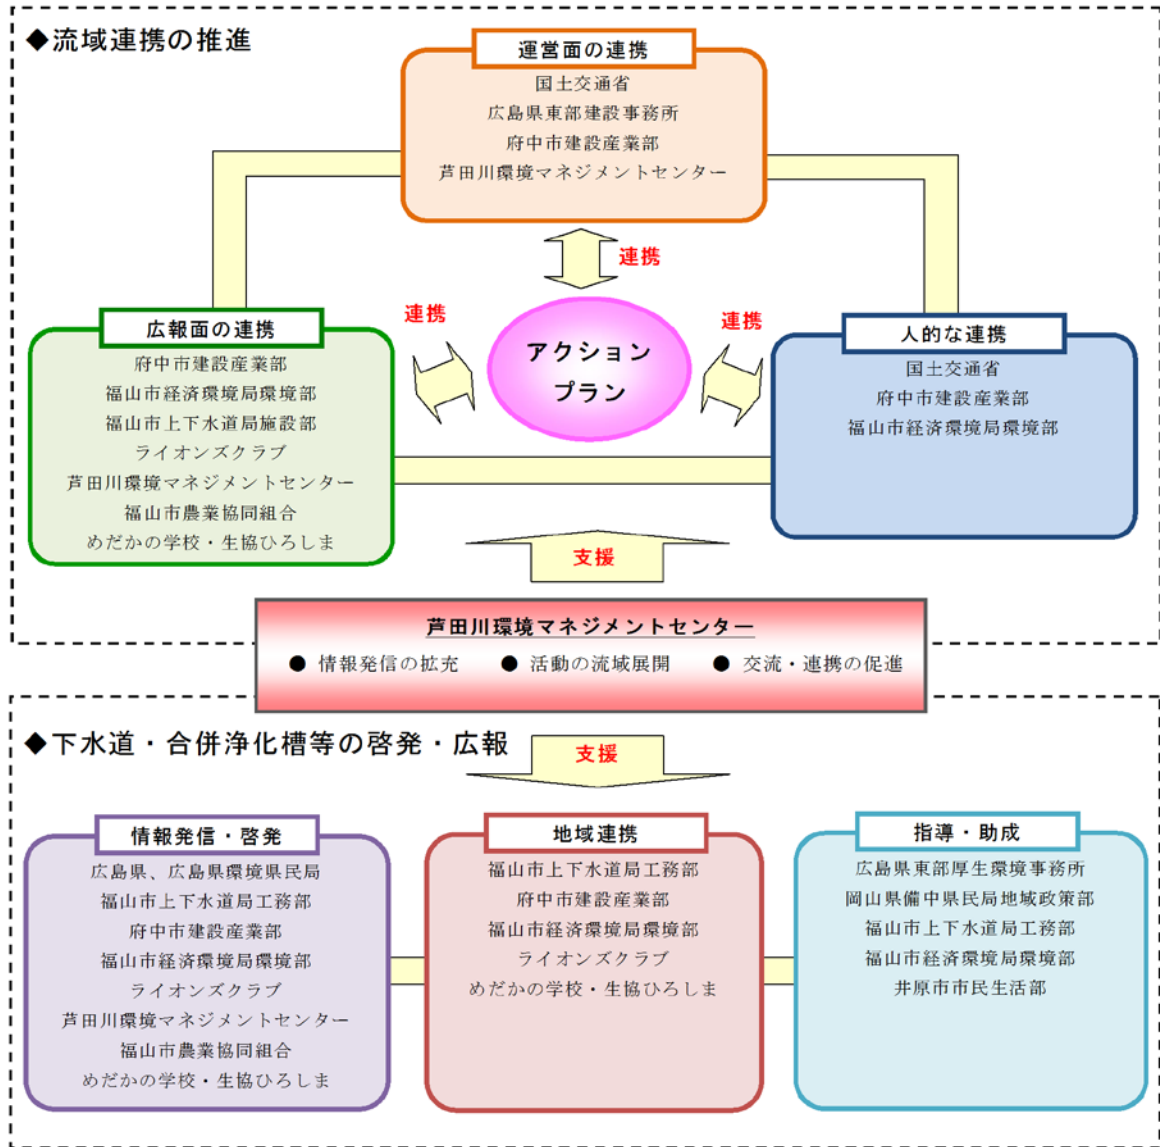 ◆流域連携の推進
運営面の連携
国土交通省
広島県東部建設事務所
府中市建設産業部
芦田川環境マネジメントセンター
連携
広報面の連携
府中市建設産業部
福山市経済環境局環境部
福山市上下水道局施設部
ライオンズクラブ
芦田川環境マネジメントセンター
福山市農業協同組合
めだかの学校・生協ひろしま
連携
アクション
プラン
連携
人的な連携
国土交通省
府中市建設産業部
福山市経済環境局環境部
支援
芦田川環境マネジメントセンター
● 情報発信の拡充 ● 活動の流域展開 ● 交流・連携の促進
◆下水道・合併浄化槽等の啓発・広報
支援
情報発信・啓発
広島県、広島県環境県民局
福山市上下水道局工務部
府中市建設産業部
福山市経済環境局環境部
ライオンズクラブ
芦田川環境マネジメントセンター
福山市農業協同組合
めだかの学校・生協ひろしま
地域連携
福山市上下水道局工務部
府中市建設産業部
福山市経済環境局環境部
ライオンズクラブ
めだかの学校・生協ひろしま
指導・助成
広島県東部厚生環境事務所
岡山県備中県民局地域政策部
福山市上下水道局工務部
福山市経済環境局環境部
井原市市民生活部